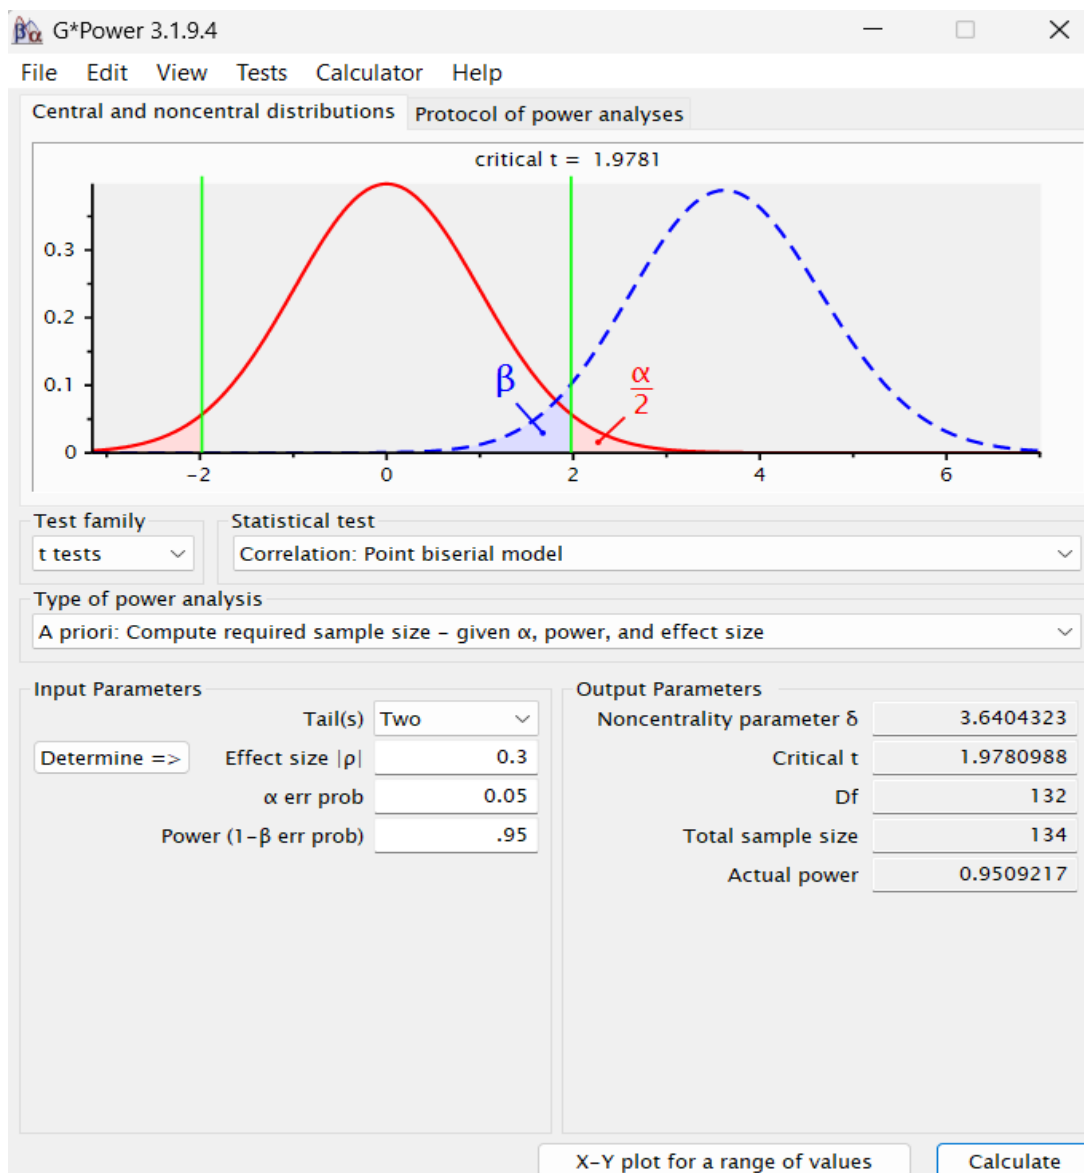 G*Power 3.1.9.4
File Edit View Tests Calculator Help
Central and noncentral distributions Protocol of power analyses
critical t = 1.9781
0.3
0.2
0.1
0
β
α
2
-2 0 2 4 6
Test family Statistical test
t tests Correlation: Point biserial model
Type of power analysis
A priori: Compute required sample size - given α, power, and effect size
Input Parameters
Tail(s) Two
Determine => Effect size |ρ| 0.3
α err prob 0.05
Power (1-β err prob) .95
Output Parameters
Noncentrality parameter δ 3.6404323
Critical t 1.9780988
Df 132
Total sample size 134
Actual power 0.9509217
X-Y plot for a range of values Calculate